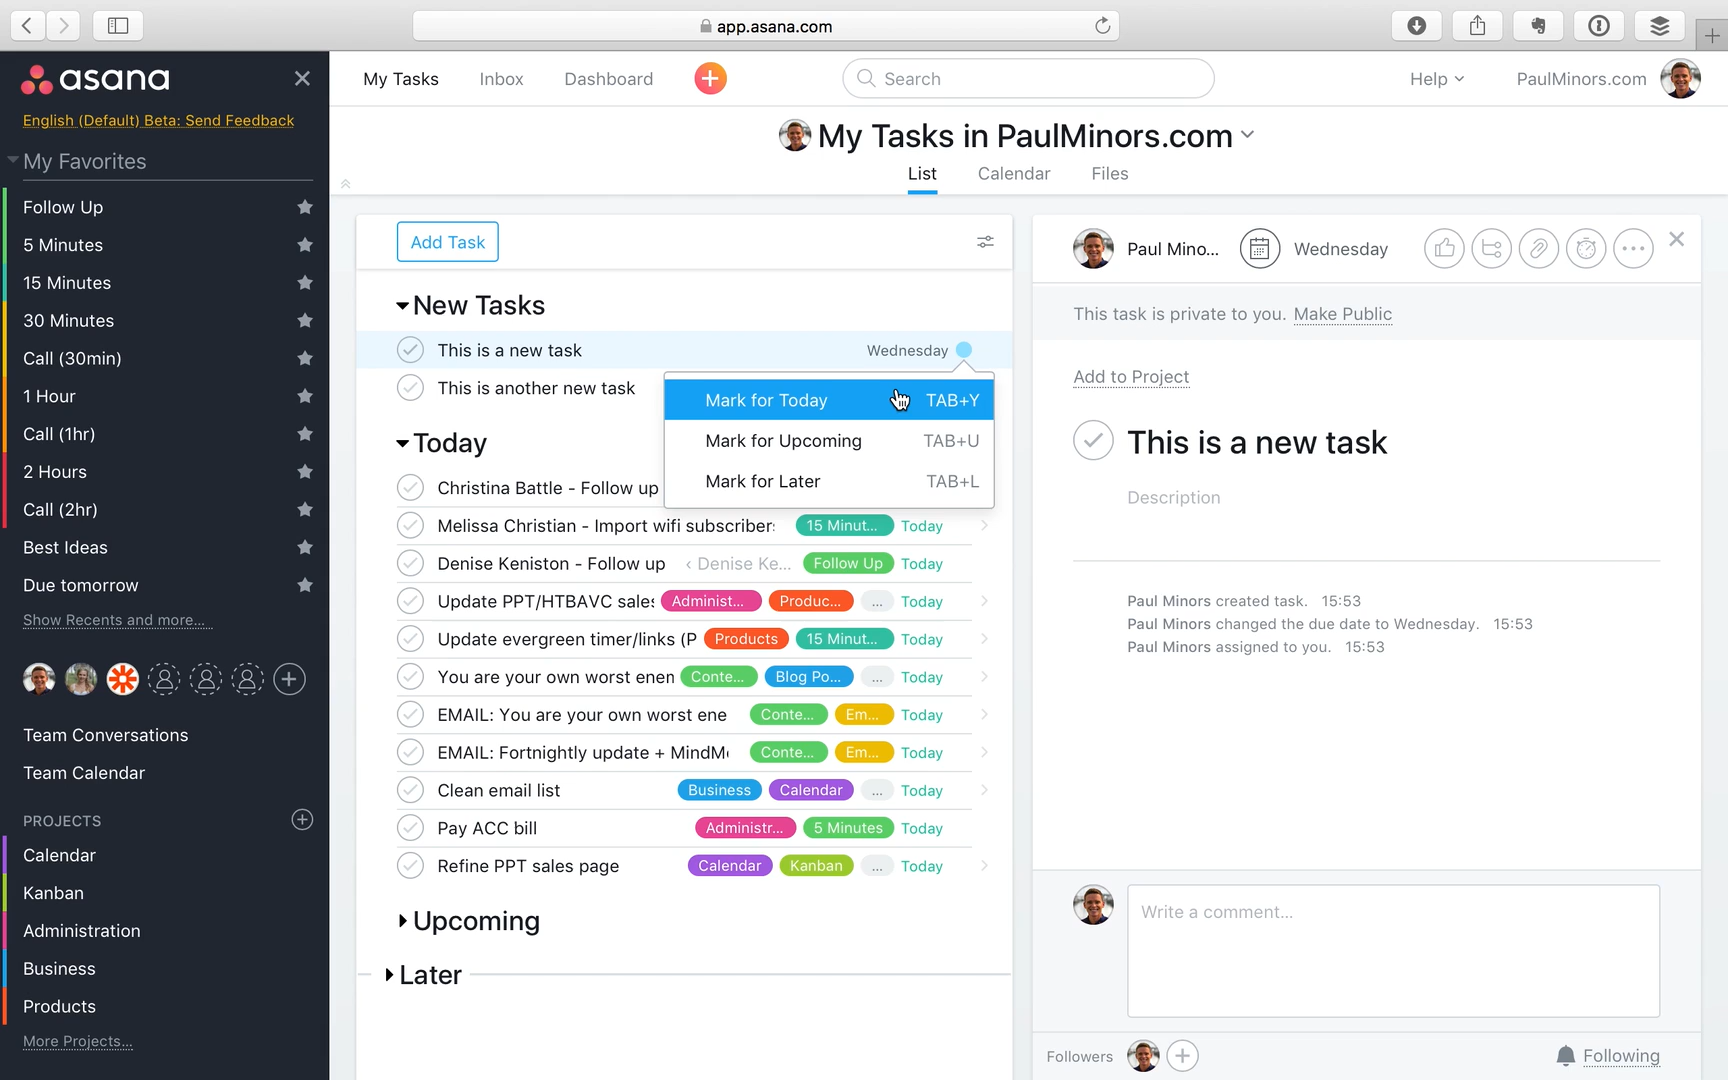 app.asana.com
asana
English (Default) Beta: Send Feedback
My Favorites
Follow Up
5 Minutes
15 Minutes
30 Minutes
Call (30min)
1 Hour
Call (1hr)
2 Hours
Call (2hr)
Best Ideas
Due tomorrow
Show Recents and more...
Team Conversations
Team Calendar
PROJECTS
Calendar
Kanban
Administration
Business
Products
More Projects...
My Tasks Inbox Dashboard Search Help PaulMinors.com
My Tasks in PaulMinors.com
List Calendar Files
Add Task
New Tasks
This is a new task Wednesday
This is another new task
Mark for Today TAB+Y
Mark for Upcoming TAB+U
Mark for Later TAB+L
Today
Christina Battle - Follow up
Melissa Christian - Import wifi subscribers 15 Minut... Today
Denise Keniston - Follow up ‹ Denise Ke... Follow Up Today
Update PPT/HTBAVC sales Administ... Produc... ... Today
Update evergreen timer/links (P Products 15 Minut... Today
You are your own worst enen Conte... Blog Po... ... Today
EMAIL: You are your own worst ene Conte... Em... Today
EMAIL: Fortnightly update + MindM Conte... Em... Today
Clean email list Business Calendar ... Today
Pay ACC bill Administr... 5 Minutes Today
Refine PPT sales page Calendar Kanban ... Today
Upcoming
Later
Paul Mino... Wednesday
This task is private to you. Make Public
Add to Project
This is a new task
Description
Paul Minors created task. 15:53
Paul Minors changed the due date to Wednesday. 15:53
Paul Minors assigned to you. 15:53
Write a comment...
Followers Following